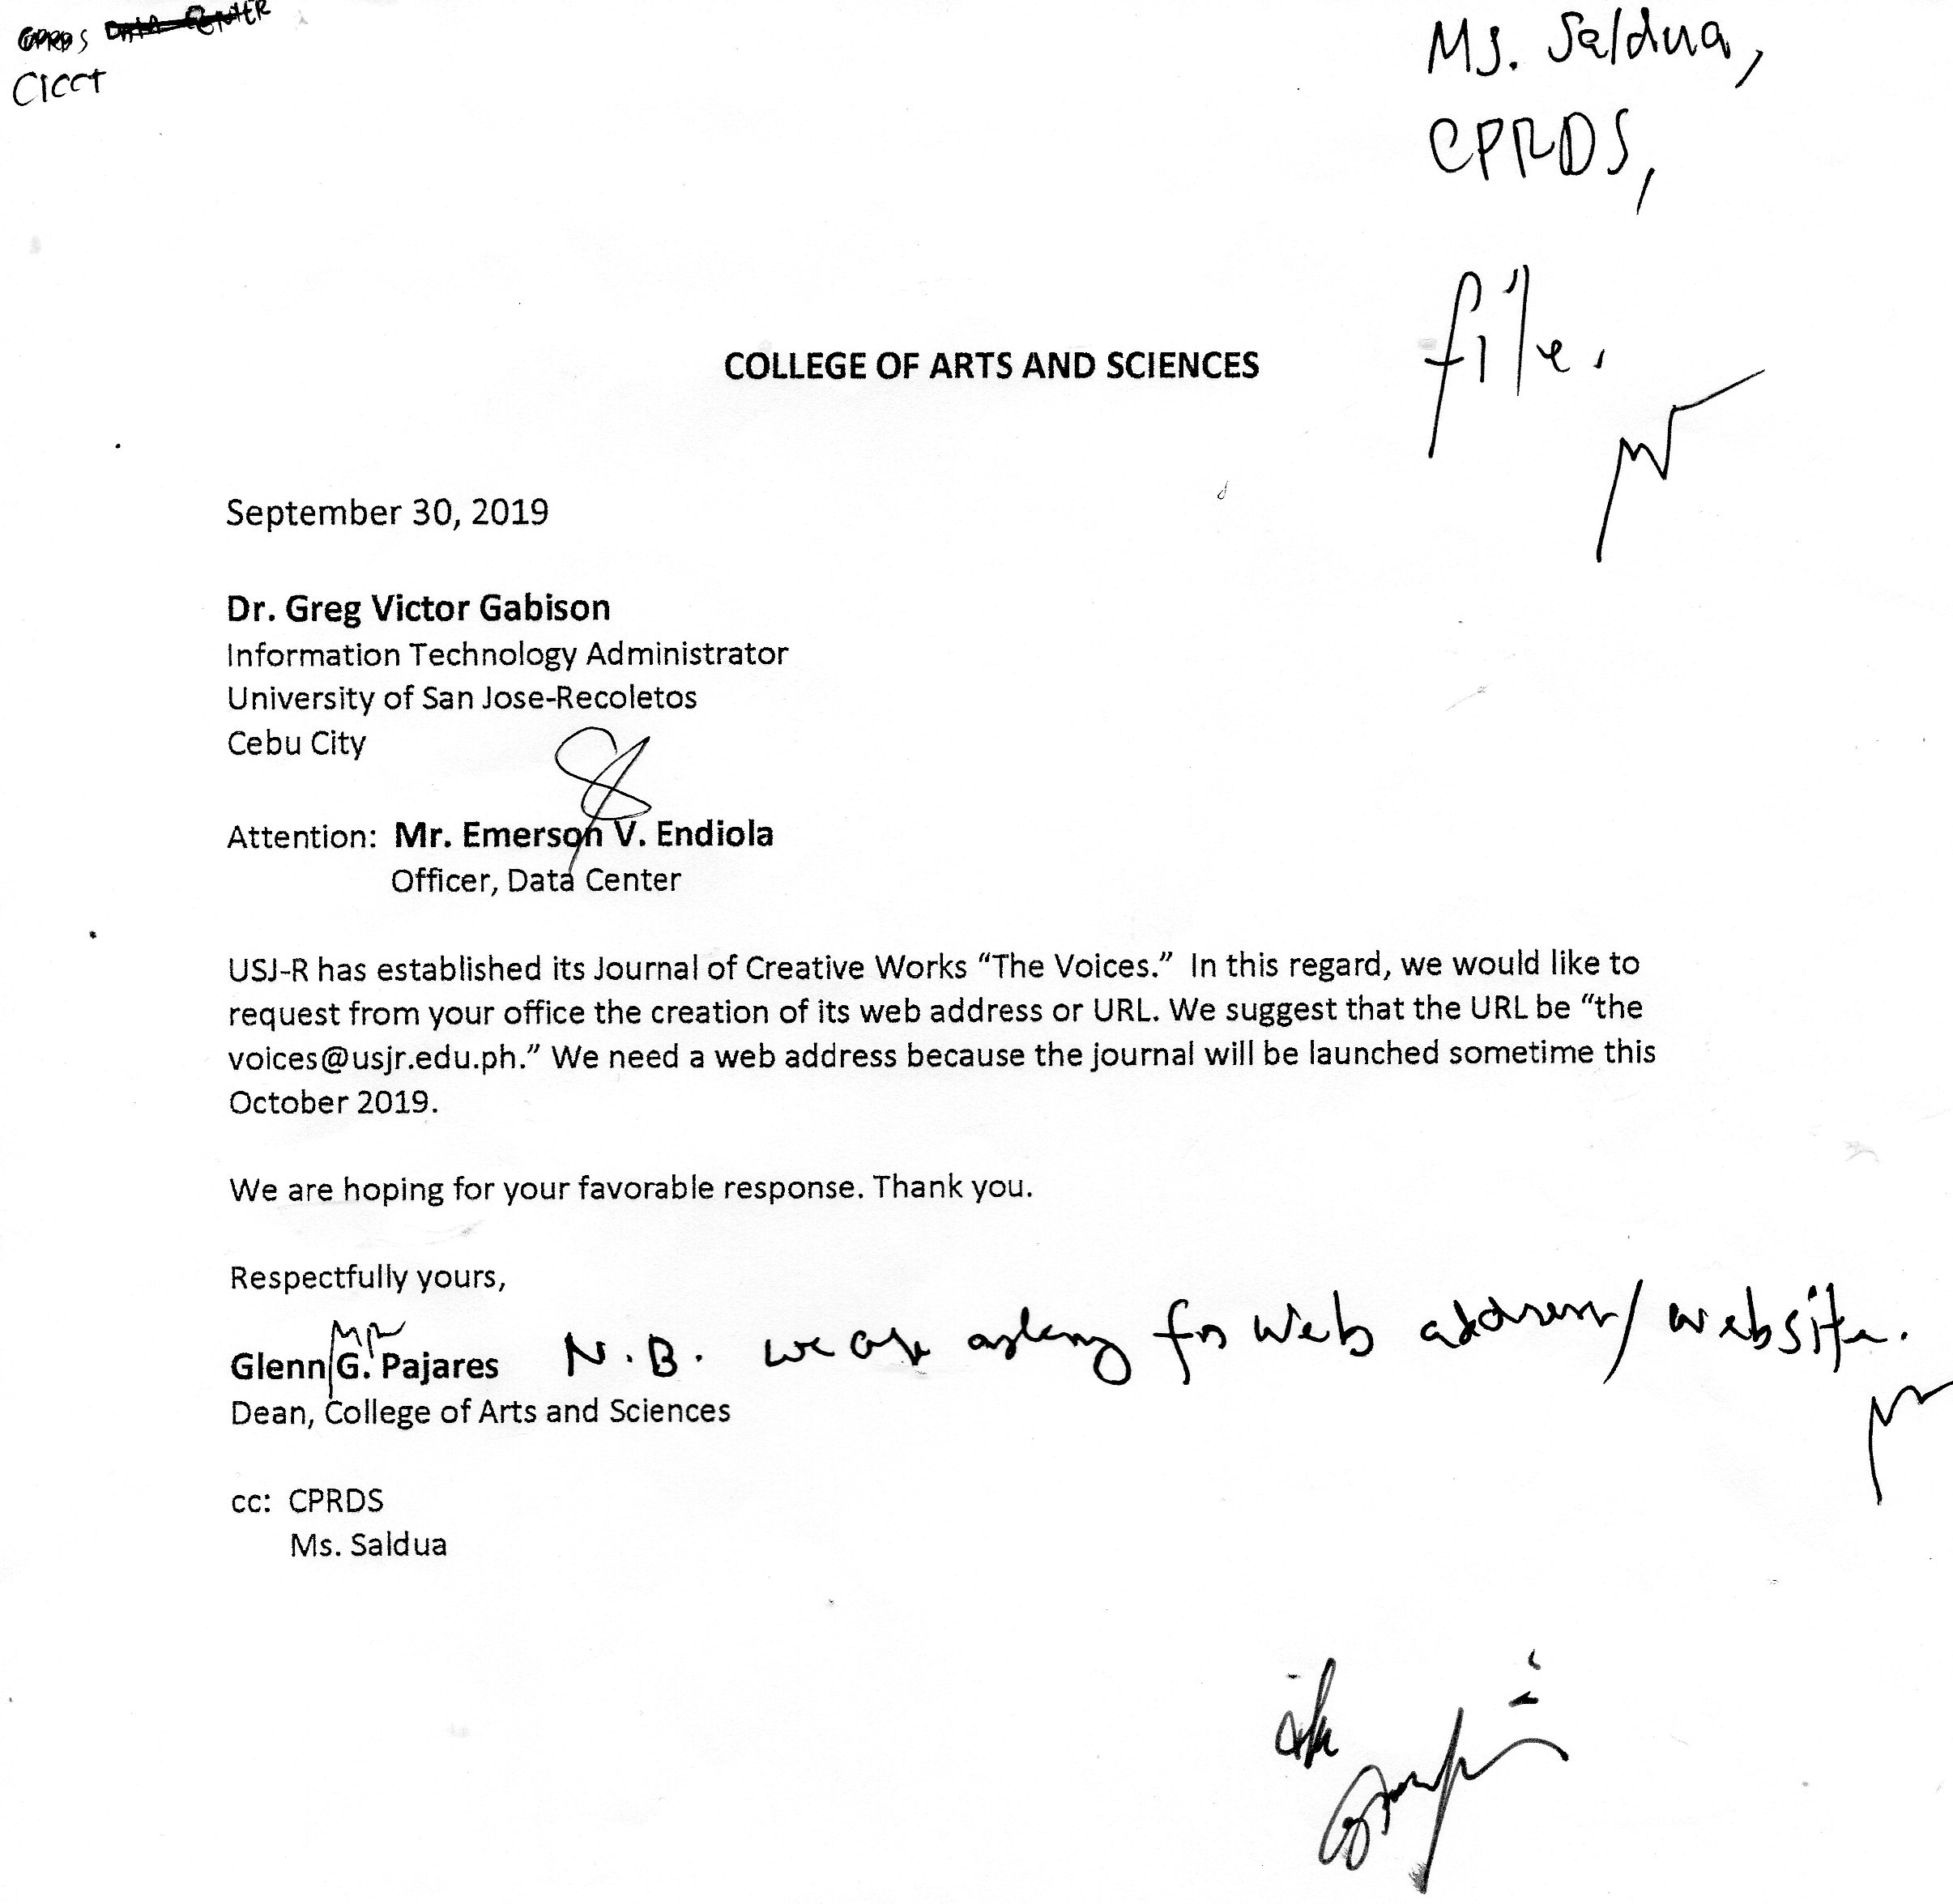 CPRDS DATA CENTER
CICCT
Ms. Saldua,
CPRDS,
file.
COLLEGE OF ARTS AND SCIENCES
September 30, 2019
Dr. Greg Victor Gabison
Information Technology Administrator
University of San Jose-Recoletos
Cebu City
Attention: Mr. Emerson V. Endiola
Officer, Data Center
USJ-R has established its Journal of Creative Works “The Voices.” In this regard, we would like to
request from your office the creation of its web address or URL. We suggest that the URL be “the
voices@usjr.edu.ph.” We need a web address because the journal will be launched sometime this
October 2019.
We are hoping for your favorable response. Thank you.
Respectfully yours,
Glenn G. Pajares
N.B. we are asking for web address/website.
Dean, College of Arts and Sciences
cc: CPRDS
Ms. Saldua